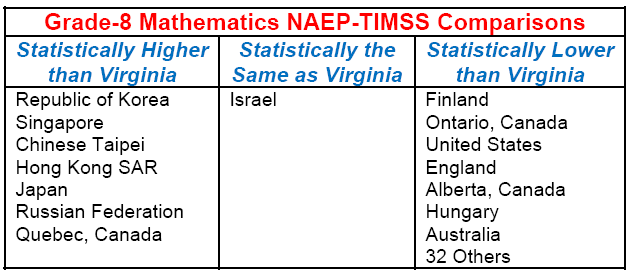 Grade-8 Mathematics NAEP-TIMSS Comparisons
Statistically Higher
than Virginia
Statistically the
Same as Virginia
Statistically Lower
than Virginia
Republic of Korea
Singapore
Chinese Taipei
Hong Kong SAR
Japan
Russian Federation
Quebec, Canada
Israel
Finland
Ontario, Canada
United States
England
Alberta, Canada
Hungary
Australia
32 Others